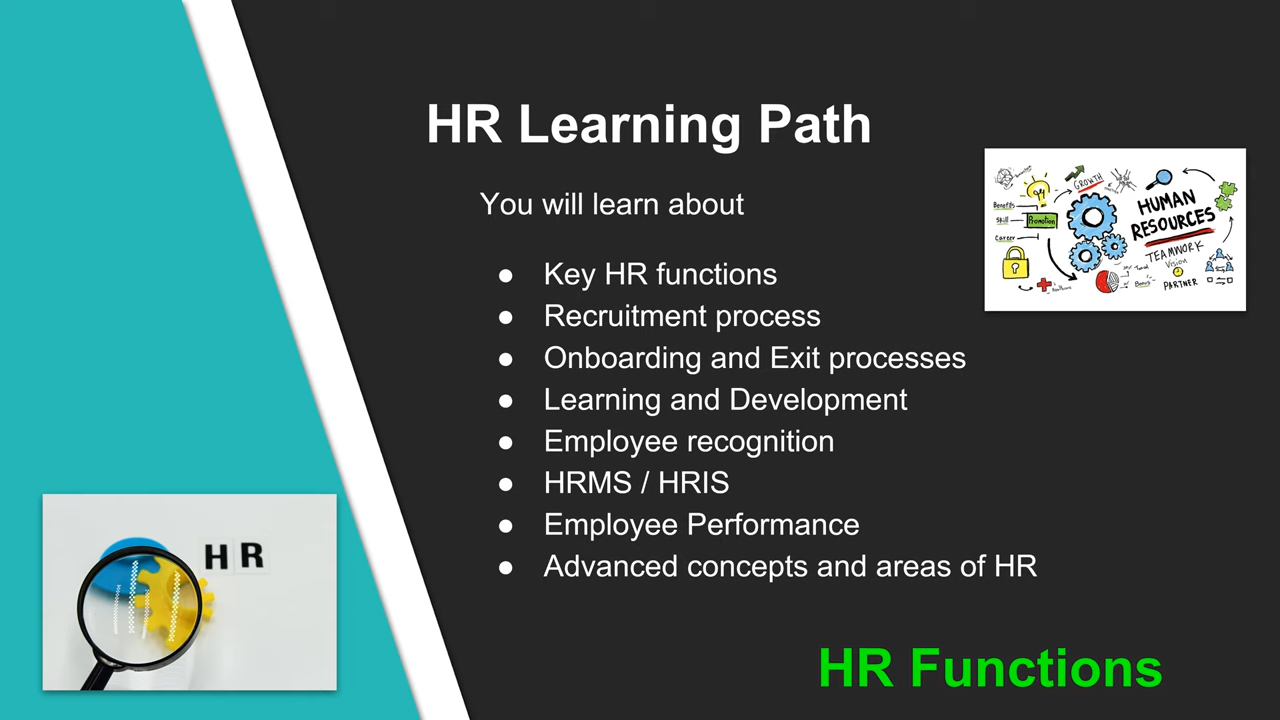 HR Learning Path
You will learn about
● Key HR functions
● Recruitment process
● Onboarding and Exit processes
● Learning and Development
● Employee recognition
● HRMS / HRIS
● Employee Performance
● Advanced concepts and areas of HR
GROWTH
Benefits
Skill
Promotion
Career
HUMAN
RESOURCES
TEAMWORK
Vision
PARTNER
HR
HR Functions